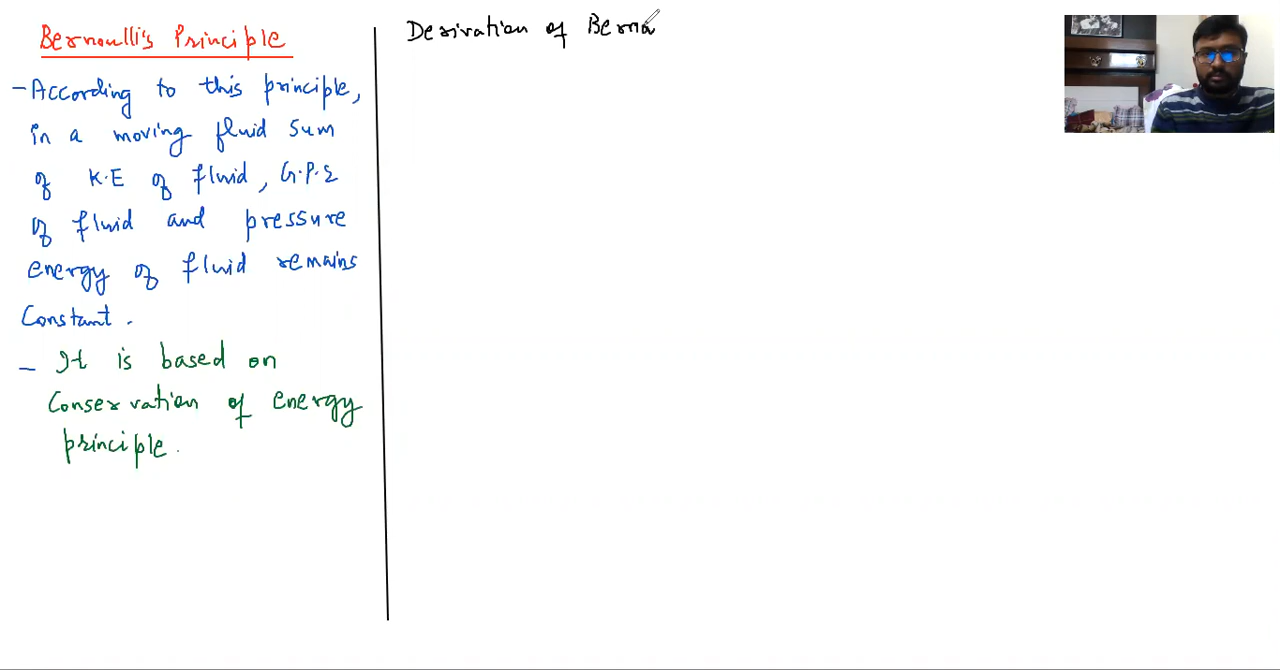 Bernoulli's Principle
- According to this principle,
in a moving fluid sum
of K.E of fluid, G.P.E
of fluid and pressure
energy of fluid remains
Constant.
- It is based on
Conservation of energy
principle.
Derivation of Berno